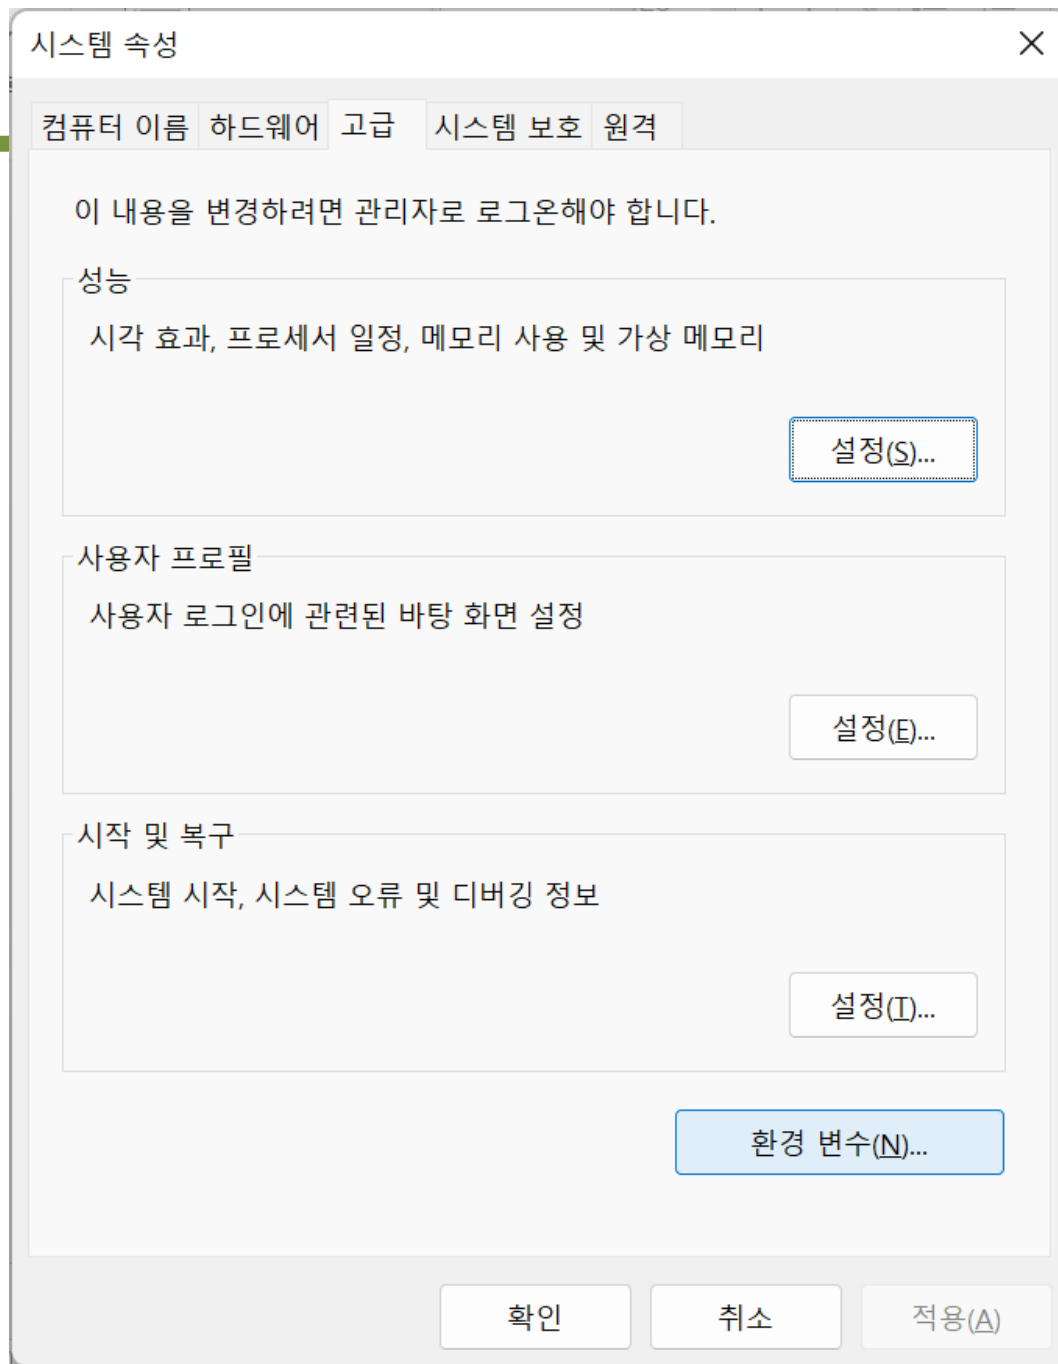 시스템 속성
컴퓨터 이름 하드웨어 고급 시스템 보호 원격
이 내용을 변경하려면 관리자로 로그온해야 합니다.
성능
시각 효과, 프로세서 일정, 메모리 사용 및 가상 메모리
설정(S)...
사용자 프로필
사용자 로그인에 관련된 바탕 화면 설정
설정(E)...
시작 및 복구
시스템 시작, 시스템 오류 및 디버깅 정보
설정(T)...
환경 변수(N)...
확인 취소 적용(A)